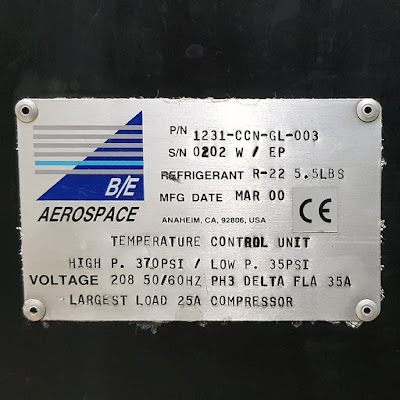 B/E
AEROSPACE
P/N 1231-CCN-GL-003
S/N 0202 W / EP
REFRIGERANT R-22 5.5LBS
MFG DATE MAR 00
ANAHEIM, CA, 92806, USA
CE
TEMPERATURE CONTROL UNIT
HIGH P. 370PSI / LOW P. 35PSI
VOLTAGE 208 50/60HZ PH3 DELTA FLA 35A
LARGEST LOAD 25A COMPRESSOR